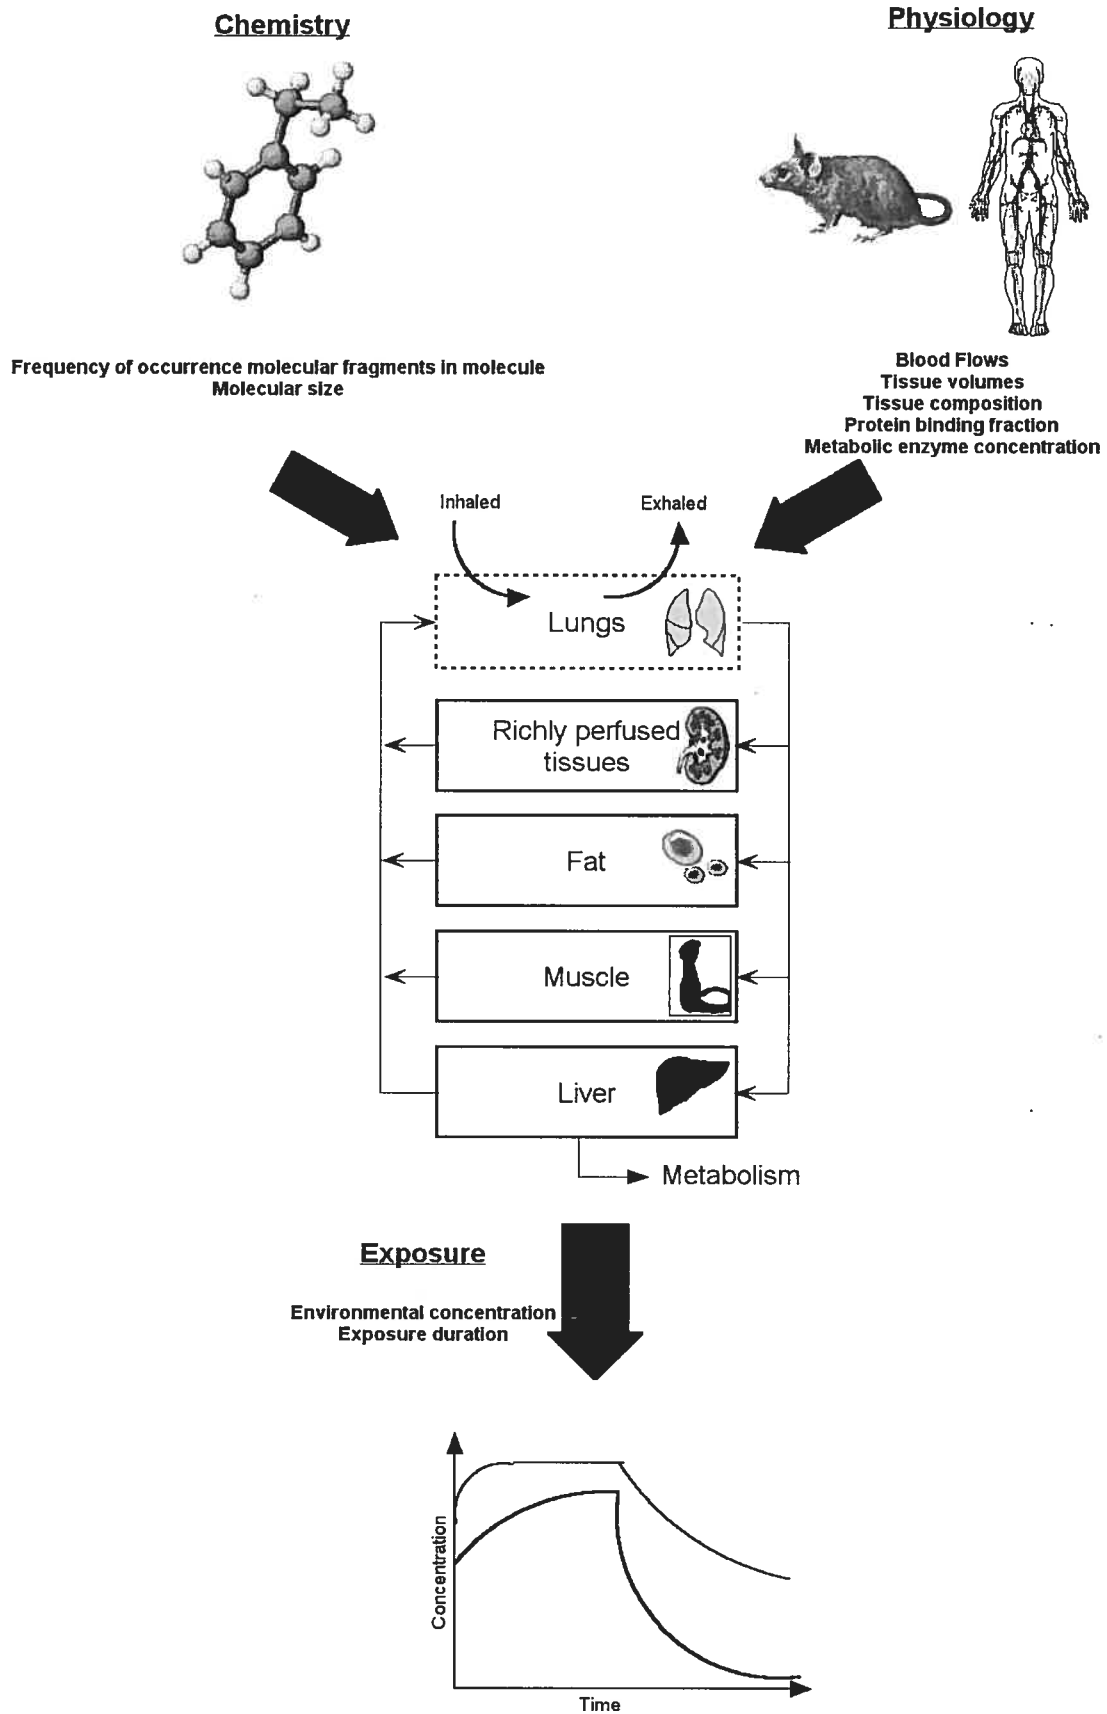 Chemistry
Physiology
Frequency of occurrence molecular fragments in molecule
Molecular size
Blood Flows
Tissue volumes
Tissue composition
Protein binding fraction
Metabolic enzyme concentration
Inhaled
Exhaled
Lungs
Richly perfused
tissues
Fat
Muscle
Liver
Metabolism
Exposure
Environmental concentration
Exposure duration
Concentration
Time